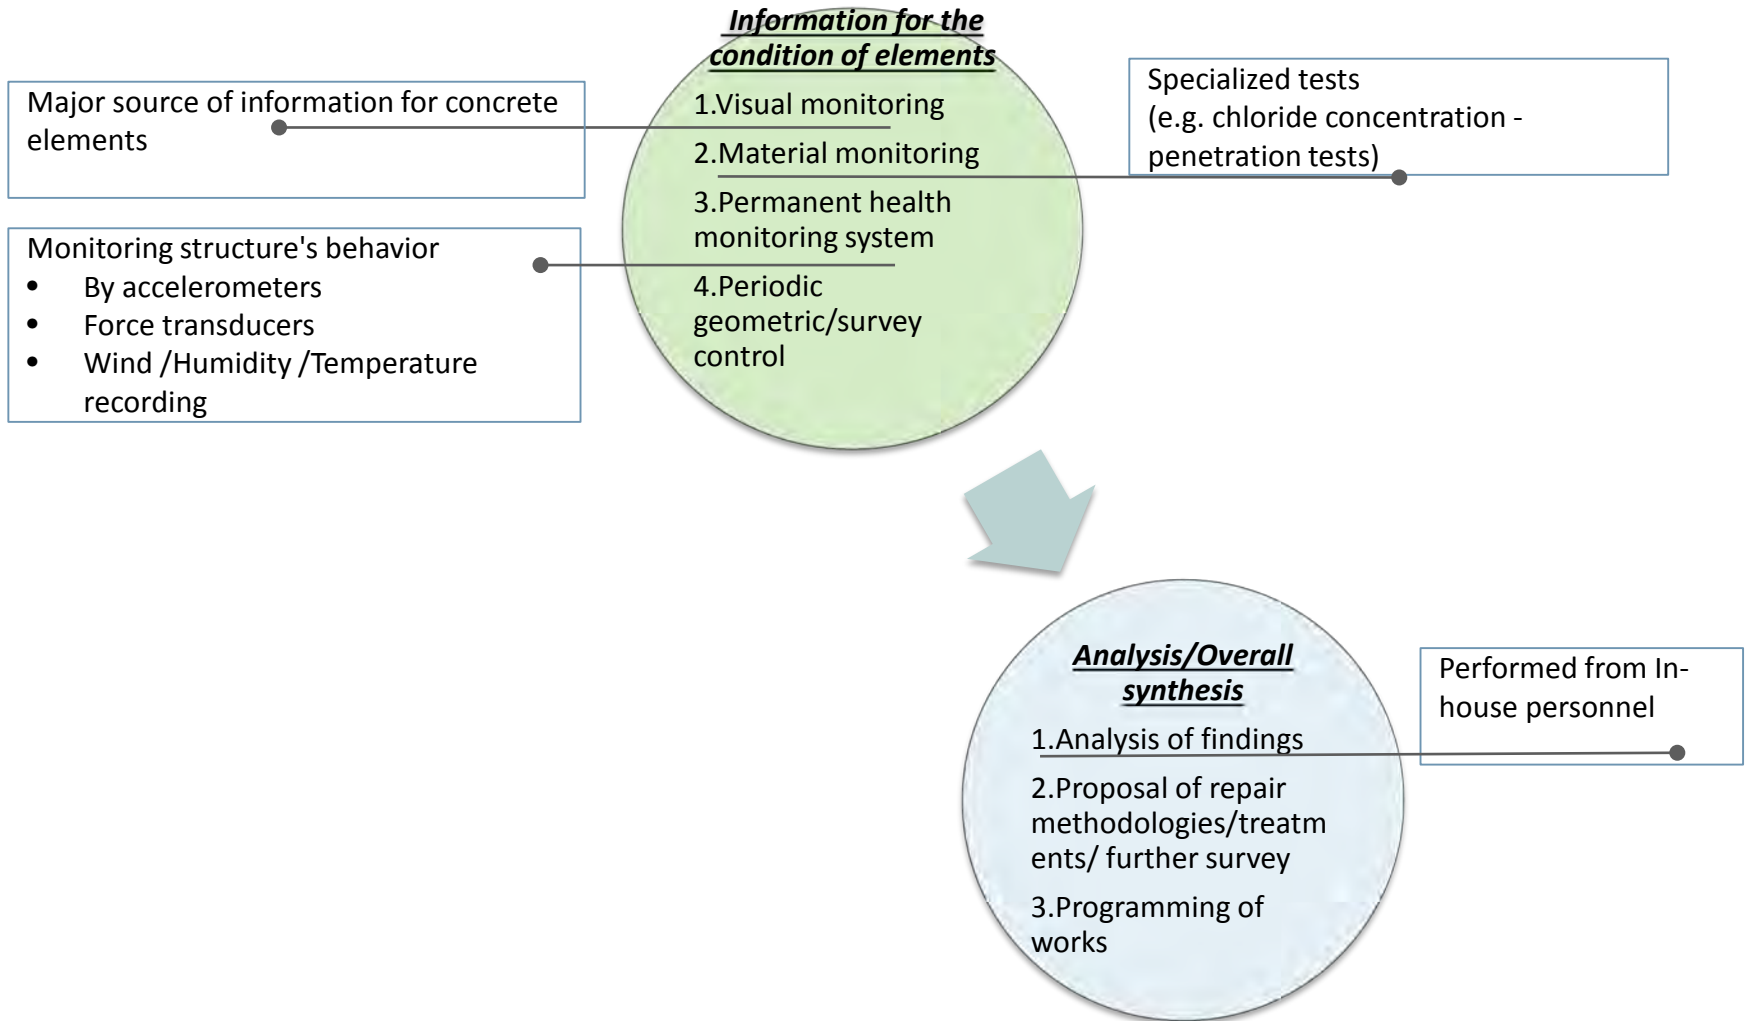 Information for the
condition of elements
1.Visual monitoring
2.Material monitoring
3.Permanent health
monitoring system
4.Periodic
geometric/survey
control
Major source of information for concrete
elements
Specialized tests
(e.g. chloride concentration -
penetration tests)
Monitoring structure's behavior
• By accelerometers
• Force transducers
• Wind /Humidity /Temperature
recording
Analysis/Overall
synthesis
1.Analysis of findings
2.Proposal of repair
methodologies/treatm
ents/ further survey
3.Programming of
works
Performed from In-
house personnel